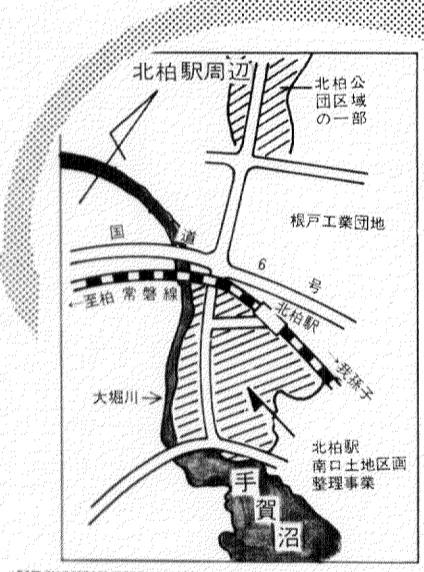 北柏駅周辺
北柏公
団区域
の一部
根戸工業団地
国道6号
←至柏 常磐線
北柏駅
→我孫子
大堀川→
北柏駅
南口土地区画
整理事業
手賀沼